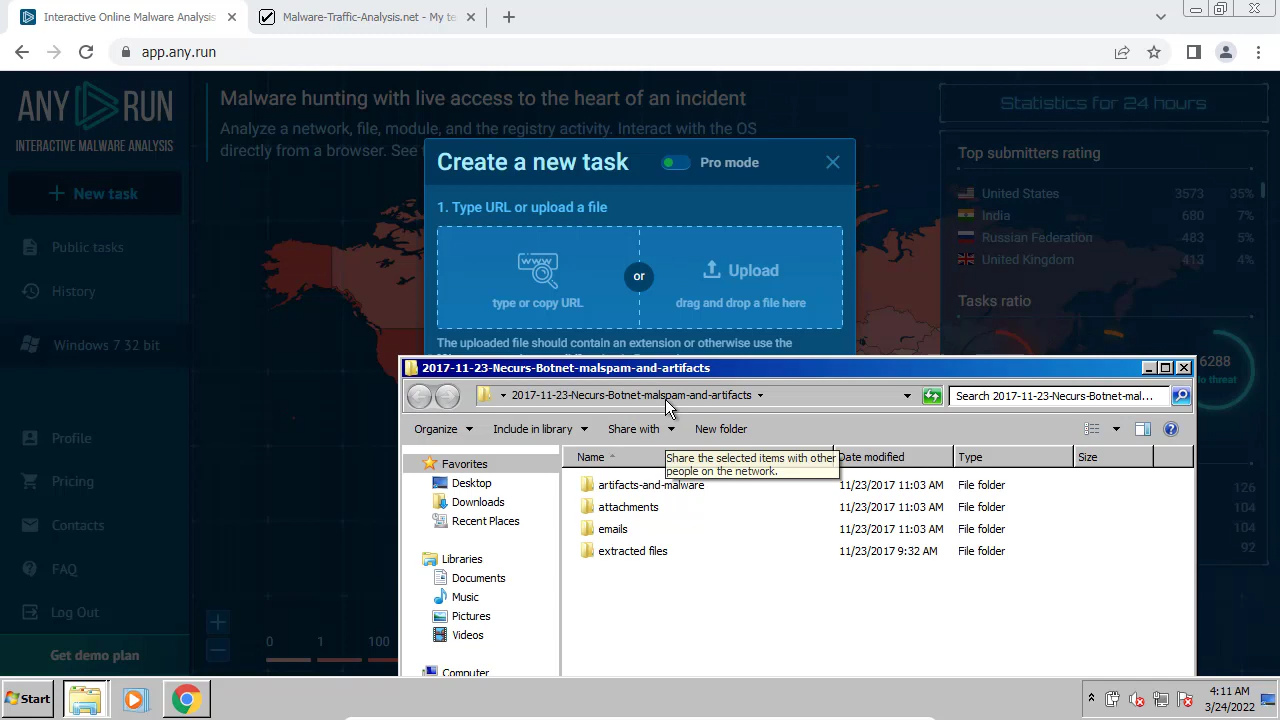 Interactive Online Malware Analysis
Malware-Traffic-Analysis.net - My te
app.any.run
ANY RUN
INTERACTIVE MALWARE ANALYSIS
New task
Public tasks
History
Windows 7 32 bit
Profile
Pricing
Contacts
FAQ
Log Out
Get demo plan
Malware hunting with live access to the heart of an incident
Analyze a network, file, module, and the registry activity. Interact with the OS
directly from a browser. See
0 1 100
Create a new task
Pro mode
1. Type URL or upload a file
type or copy URL
or
Upload
drag and drop a file here
The uploaded file should contain an extension or otherwise use the
Statistics for 24 hours
Top submitters rating
United States 3573 35%
India 680 7%
Russian Federation 483 5%
United Kingdom 413 4%
Tasks ratio
6288
No threat
126
104
104
92
2017-11-23-Necurs-Botnet-malspam-and-artifacts
2017-11-23-Necurs-Botnet-malspam-and-artifacts
Search 2017-11-23-Necurs-Botnet-mal...
Organize Include in library Share with New folder
Name Date modified Type Size
Share the selected items with other
people on the network.
artifacts-and-malware 11/23/2017 11:03 AM File folder
attachments 11/23/2017 11:03 AM File folder
emails 11/23/2017 11:03 AM File folder
extracted files 11/23/2017 9:32 AM File folder
Favorites
Desktop
Downloads
Recent Places
Libraries
Documents
Music
Pictures
Videos
Computer
Start
4:11 AM
3/24/2022